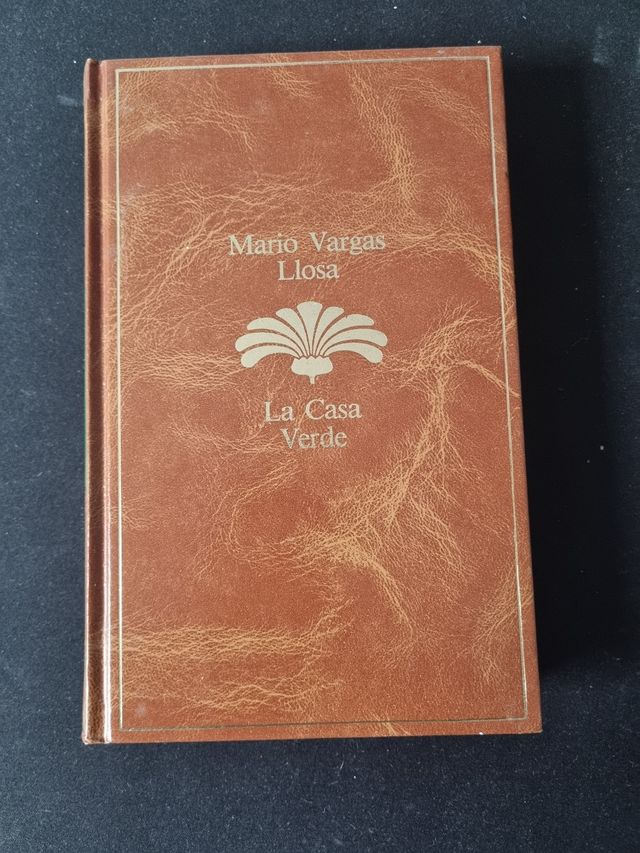 Mario Vargas
Llosa
La Casa
Verde